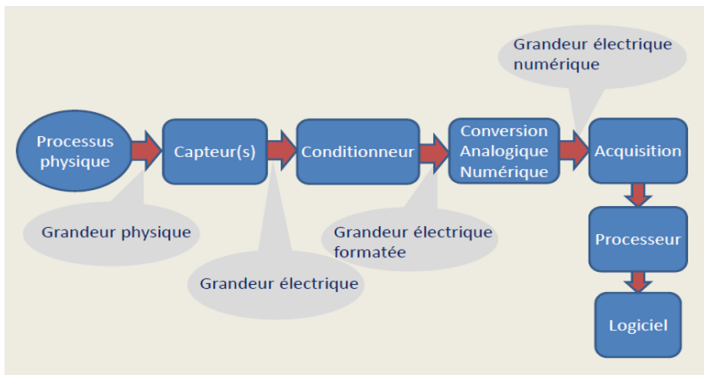 Grandeur électrique
numérique
Processus
physique
Capteur(s)
Conditionneur
Conversion
Analogique
Numérique
Acquisition
Grandeur physique
Grandeur électrique
Grandeur électrique
formatée
Processeur
Logiciel